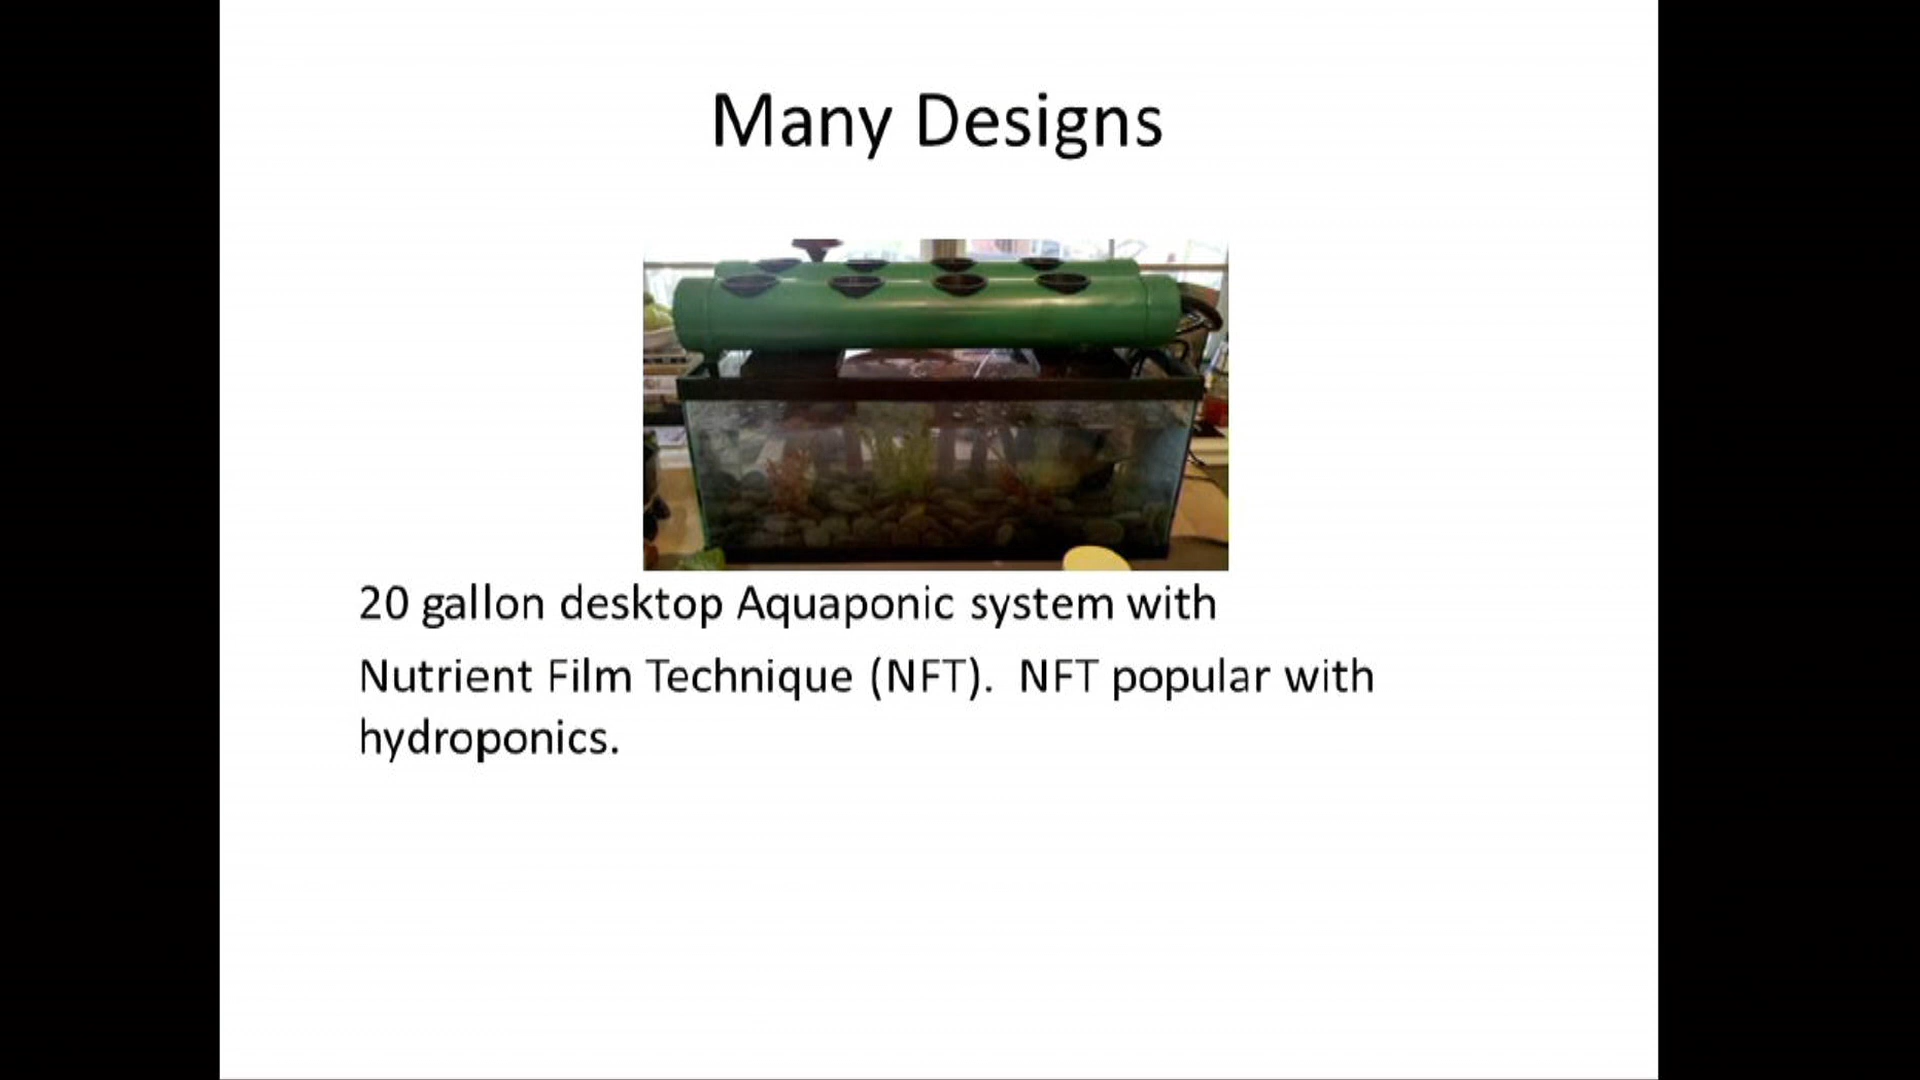 Many Designs
20 gallon desktop Aquaponic system with
Nutrient Film Technique (NFT).  NFT popular with
hydroponics.